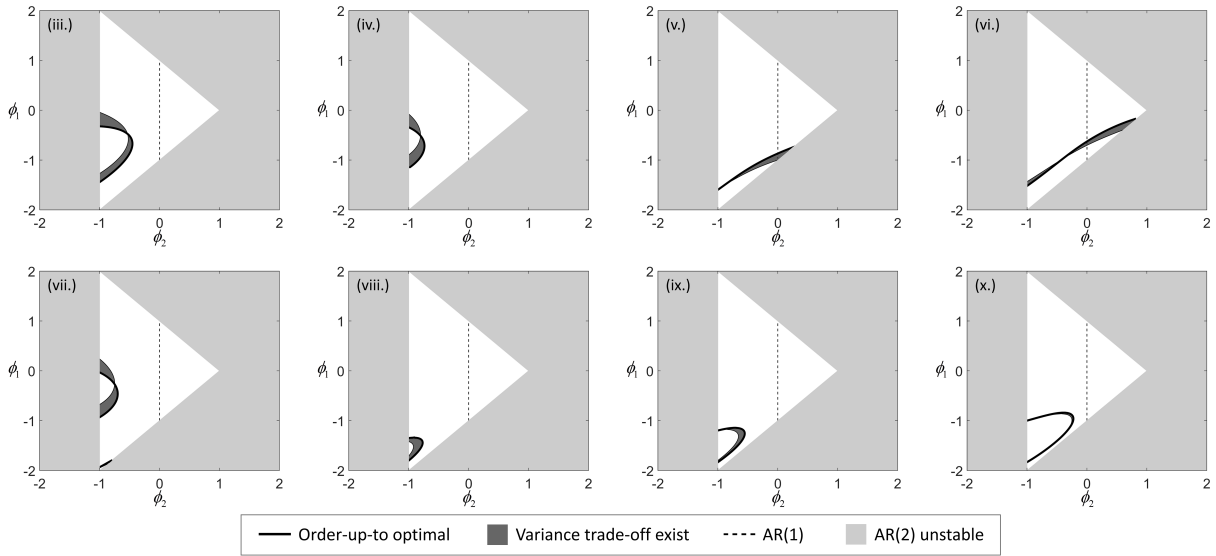 (iii.) (iv.) (v.) (vi.)
2 2 2 2
1 1 1 1
ϕ₁ 0 ϕ₁ 0 ϕ₁ 0 ϕ₁ 0
-1 -1 -1 -1
-2 -2 -2 -2
-2 -1 0 1 2 -2 -1 0 1 2 -2 -1 0 1 2 -2 -1 0 1 2
ϕ₂ ϕ₂ ϕ₂ ϕ₂
(vii.) (viii.) (ix.) (x.)
2 2 2 2
1 1 1 1
ϕ₁ 0 ϕ₁ 0 ϕ₁ 0 ϕ₁ 0
-1 -1 -1 -1
-2 -2 -2 -2
-2 -1 0 1 2 -2 -1 0 1 2 -2 -1 0 1 2 -2 -1 0 1 2
ϕ₂ ϕ₂ ϕ₂ ϕ₂
Order-up-to optimal Variance trade-off exist AR(1) AR(2) unstable